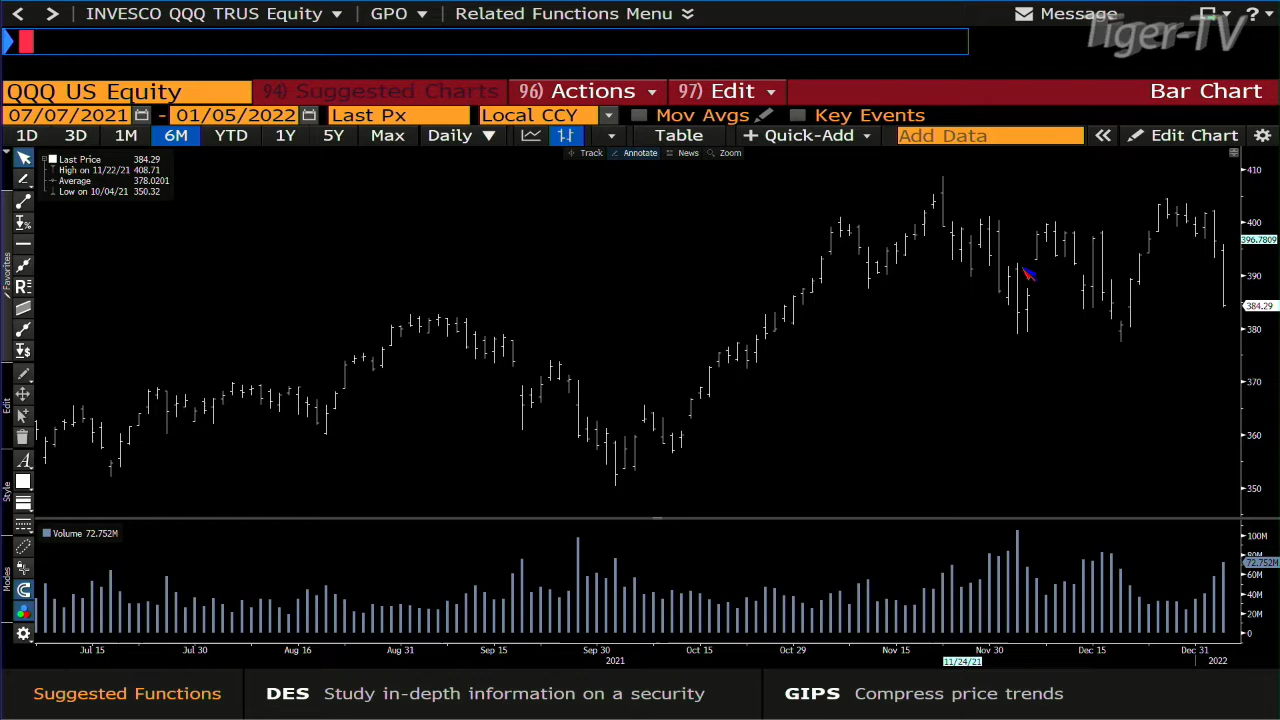 INVESCO QQQ TRUS Equity GPO Related Functions Menu Message ?
Tiger-TV
QQQ US Equity 94) Suggested Charts 96) Actions 97) Edit Bar Chart
07/07/2021 - 01/05/2022 Last Px Local CCY Mov Avgs Key Events
1D 3D 1M 6M YTD 1Y 5Y Max Daily Table + Quick-Add Add Data Edit Chart
Track Annotate News Zoom
Last Price 384.29
High on 11/22/21 408.71
Average 378.0201
Low on 10/04/21 350.32
410
400
396.7809
390
384.29
380
370
360
350
Favorites
Edit
Style
Modes
Volume 72.752M
100M
80M
72.752M
60M
40M
20M
0
Jul 15 Jul 30 Aug 16 Aug 31 Sep 15 Sep 30 Oct 15 Oct 29 Nov 15 Nov 30 Dec 15 Dec 31
2021 11/24/21 2022
Suggested Functions DES Study in-depth information on a security GIPS Compress price trends